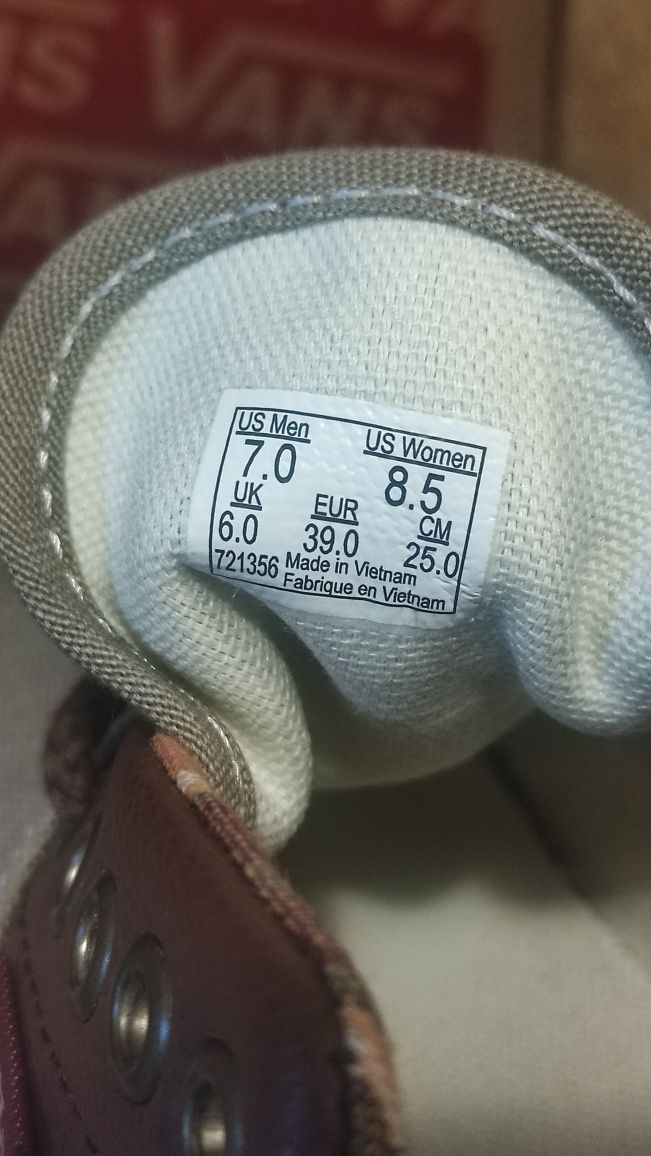 VANS
US Men
7.0
US Women
8.5
UK
6.0
EUR
39.0
CM
25.0
721356
Made in Vietnam
Fabrique en Vietnam